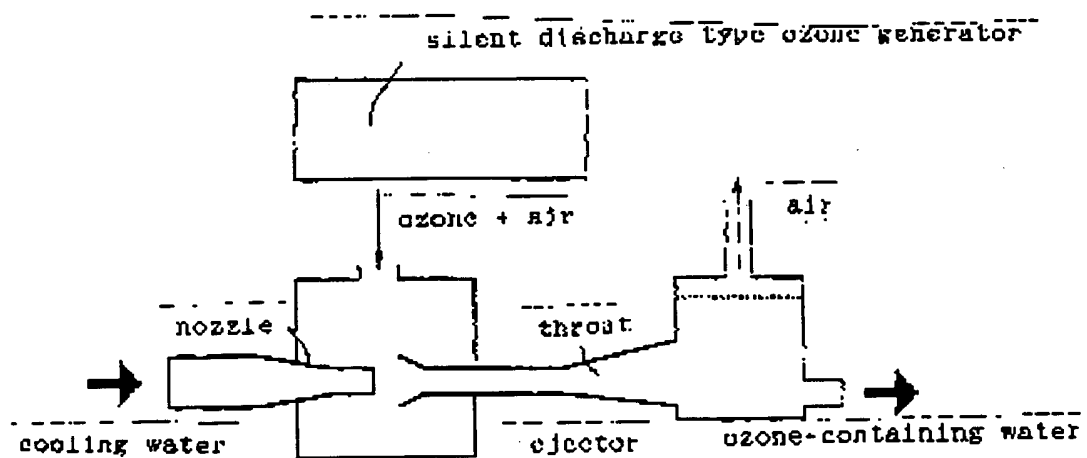 silent discharge type ozone generator
ozone + air
air
nozzle
throat
cooling water
ejector
ozone-containing water